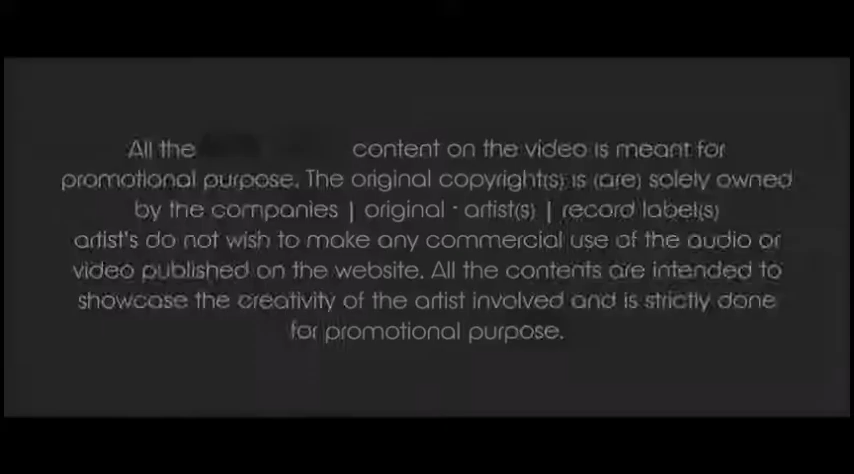 All the content on the video is meant for
promotional purpose. The original copyright(s) is (are) solely owned
by the companies | original - artist(s) | record label(s)
artist's do not wish to make any commercial use of the audio or
video published on the website. All the contents are intended to
showcase the creativity of the artist involved and is strictly done
for promotional purpose.